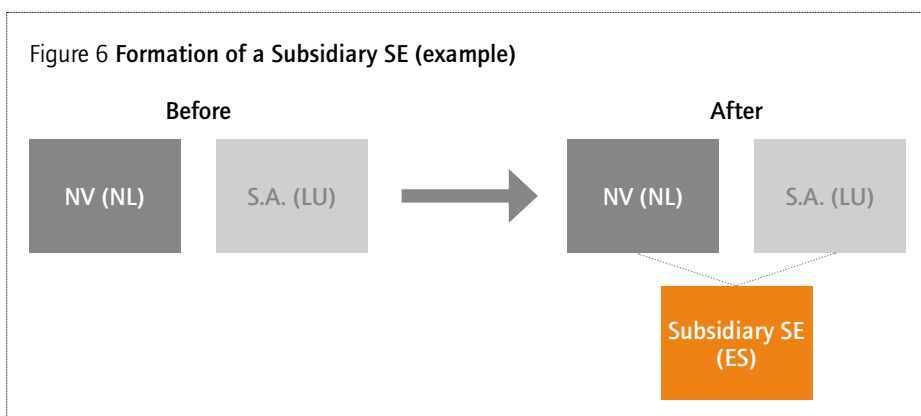 Figure 6 Formation of a Subsidiary SE (example)
Before
After
NV (NL)
S.A. (LU)
NV (NL)
S.A. (LU)
Subsidiary SE
(ES)